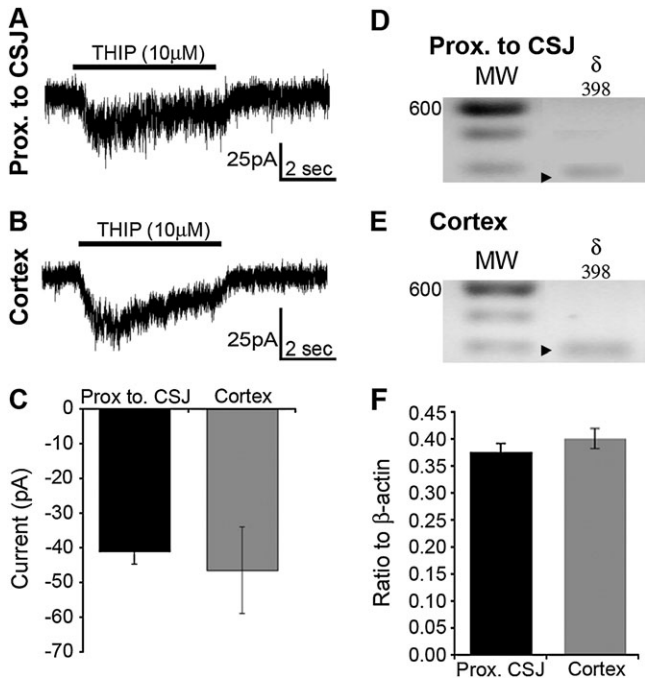 A
Prox. to CSJ
THIP (10μM)
25pA
2 sec
B
Cortex
THIP (10μM)
25pA
2 sec
C
Prox to. CSJ
Cortex
Current (pA)
0
-10
-20
-30
-40
-50
-60
-70
D
Prox. to CSJ
MW
δ
398
600
E
Cortex
MW
δ
398
600
F
Ratio to β-actin
0.45
0.40
0.35
0.30
0.25
0.20
0.15
0.10
0.05
0.00
Prox. CSJ
Cortex